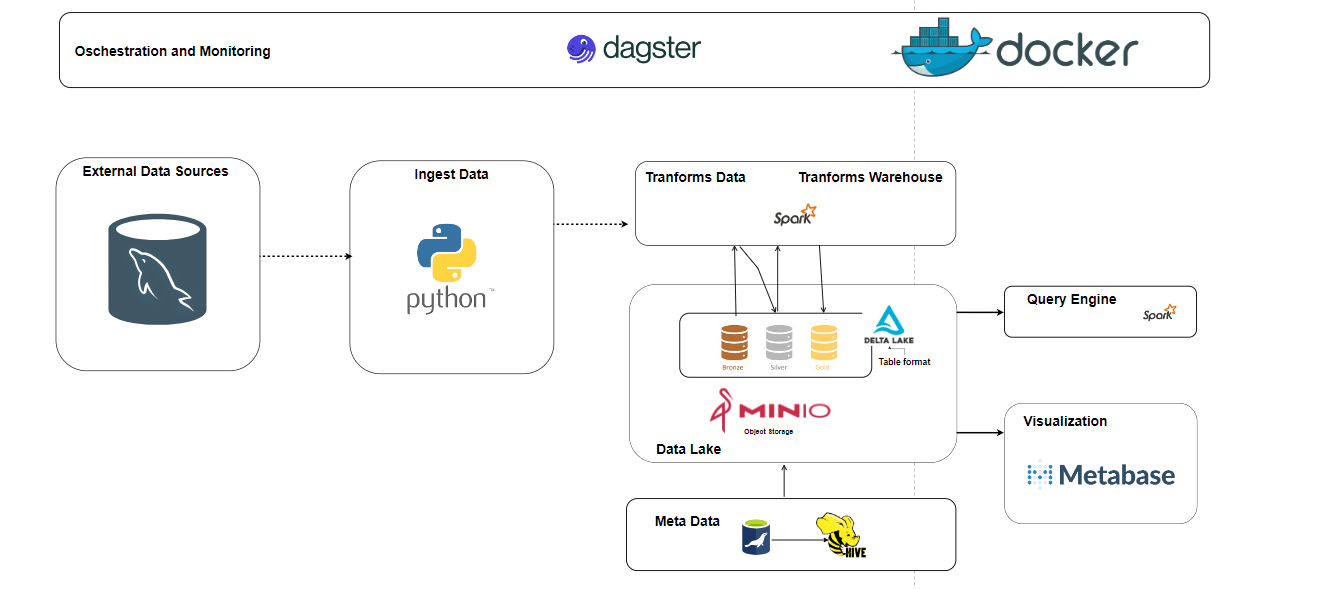 Oschestration and Monitoring
dagster
docker
External Data Sources
Ingest Data
python
™
Tranforms Data
Tranforms Warehouse
Spark
Bronze
Silver
Gold
DELTA LAKE
Table format
MINIO
Object Storage
Data Lake
Query Engine
Spark
Visualization
Metabase
Meta Data
HIVE